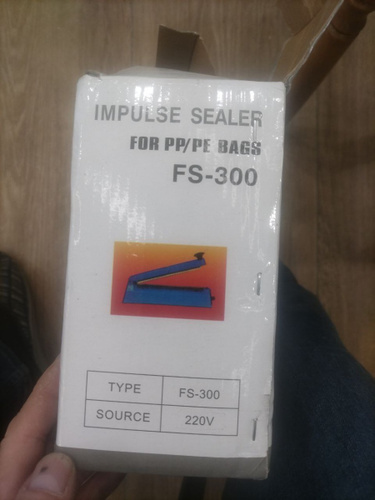 IMPULSE SEALER
FOR PP/PE BAGS
FS-300
TYPE FS-300
SOURCE 220V